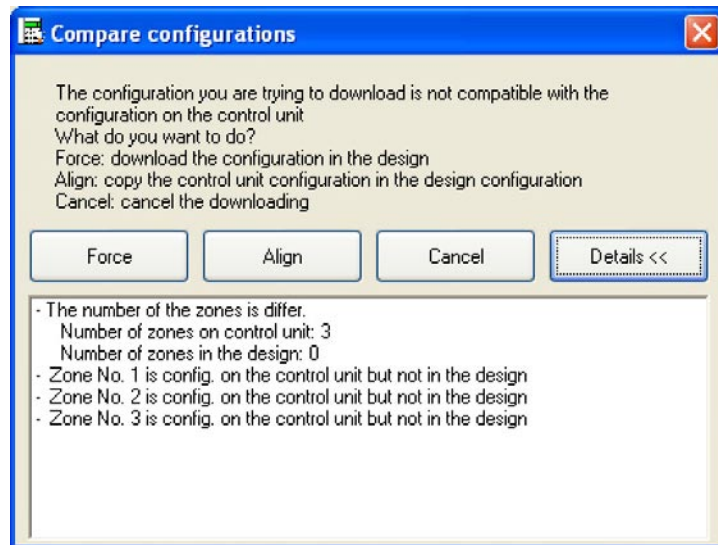 Compare configurations
The configuration you are trying to download is not compatible with the
configuration on the control unit
What do you want to do?
Force: download the configuration in the design
Align: copy the control unit configuration in the design configuration
Cancel: cancel the downloading
Force Align Cancel Details <<
- The number of the zones is differ.
Number of zones on control unit: 3
Number of zones in the design: 0
- Zone No. 1 is config. on the control unit but not in the design
- Zone No. 2 is config. on the control unit but not in the design
- Zone No. 3 is config. on the control unit but not in the design